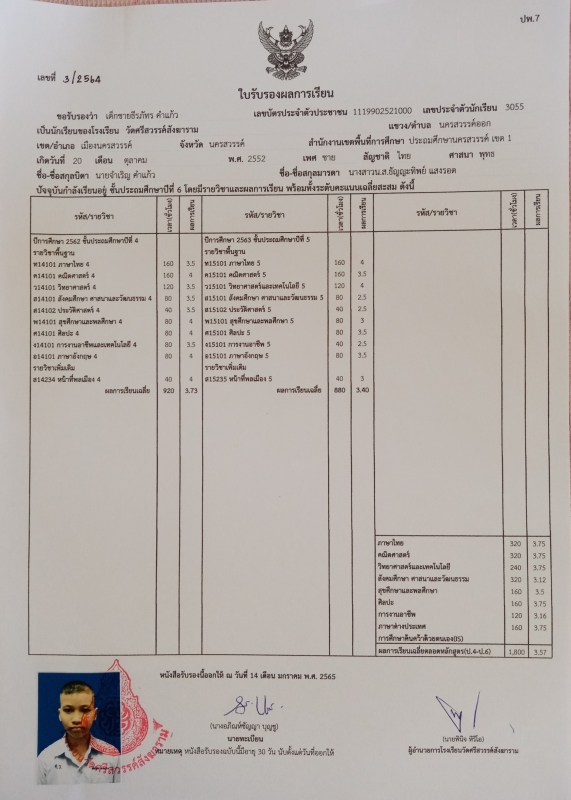 ปพ.7
เลขที่ 3/2564
ใบรับรองผลการเรียน
ขอรับรองว่า เด็กชายธีรภัทร คำแก้ว เลขบัตรประจำตัวประชาชน 1119902521000 เลขประจำตัวนักเรียน 3055
เป็นนักเรียนของโรงเรียน วัดศรีสวรรค์สังฆาราม แขวง/ตำบล นครสวรรค์ออก
เขต/อำเภอ เมืองนครสวรรค์ จังหวัด นครสวรรค์ สำนักงานเขตพื้นที่การศึกษา ประถมศึกษานครสวรรค์ เขต 1
เกิดวันที่ 20 เดือน ตุลาคม พ.ศ. 2552 เพศ ชาย สัญชาติ ไทย ศาสนา พุทธ
ชื่อ-ชื่อสกุลบิดา นายจำเริญ คำแก้ว ชื่อ-ชื่อสกุลมารดา นางสาวน.ส.ธัญญะทิพย์ แสงรอด
ปัจจุบันกำลังเรียนอยู่ ชั้นประถมศึกษาปีที่ 6 โดยมีรายวิชาและผลการเรียน พร้อมทั้งระดับคะแนนเฉลี่ยสะสม ดังนี้
รหัส/รายวิชา เวลา(ชั่วโมง) ผลการเรียน รหัส/รายวิชา เวลา(ชั่วโมง) ผลการเรียน รหัส/รายวิชา เวลา(ชั่วโมง) ผลการเรียน
ปีการศึกษา 2562 ชั้นประถมศึกษาปีที่ 4
รายวิชาพื้นฐาน
ท14101 ภาษาไทย 4 160 3.5
ค14101 คณิตศาสตร์ 4 160 4
ว14101 วิทยาศาสตร์ 4 120 3.5
ส14101 สังคมศึกษา ศาสนาและวัฒนธรรม 4 80 3.5
ส14102 ประวัติศาสตร์ 4 40 3.5
พ14101 สุขศึกษาและพลศึกษา 4 80 4
ศ14101 ศิลปะ 4 80 4
ง14101 การงานอาชีพและเทคโนโลยี 4 80 3.5
อ14101 ภาษาอังกฤษ 4 80 4
รายวิชาเพิ่มเติม
ส14234 หน้าที่พลเมือง 4 40 4
ผลการเรียนเฉลี่ย 920 3.73
ปีการศึกษา 2563 ชั้นประถมศึกษาปีที่ 5
รายวิชาพื้นฐาน
ท15101 ภาษาไทย 5 160 4
ค15101 คณิตศาสตร์ 5 160 3.5
ว15101 วิทยาศาสตร์และเทคโนโลยี 5 120 4
ส15101 สังคมศึกษา ศาสนาและวัฒนธรรม 5 80 2.5
ส15102 ประวัติศาสตร์ 5 40 2.5
พ15101 สุขศึกษาและพลศึกษา 5 80 3
ศ15101 ศิลปะ 5 80 3.5
ง15101 การงานอาชีพ 5 40 2.5
อ15101 ภาษาอังกฤษ 5 80 3.5
รายวิชาเพิ่มเติม
ส15235 หน้าที่พลเมือง 5 40 3
ผลการเรียนเฉลี่ย 880 3.40
ภาษาไทย 320 3.75
คณิตศาสตร์ 320 3.75
วิทยาศาสตร์และเทคโนโลยี 240 3.75
สังคมศึกษา ศาสนาและวัฒนธรรม 320 3.12
สุขศึกษาและพลศึกษา 160 3.5
ศิลปะ 160 3.75
การงานอาชีพ 120 3.16
ภาษาต่างประเทศ 160 3.75
การศึกษาค้นคว้าด้วยตนเอง(IS)
ผลการเรียนเฉลี่ยตลอดหลักสูตร(ป.4-ป.6) 1,800 3.57
หนังสือรับรองนี้ออกให้ ณ วันที่ 14 เดือน มกราคม พ.ศ. 2565
(นางอภิณห์ชัญญา บุญชู)
นายทะเบียน
(นายพินิจ ทิริโอ)
ผู้อำนวยการโรงเรียนวัดศรีสวรรค์สังฆาราม
หมายเหตุ หนังสือรับรองฉบับนี้มีอายุ 30 วัน นับตั้งแต่วันที่ออกให้